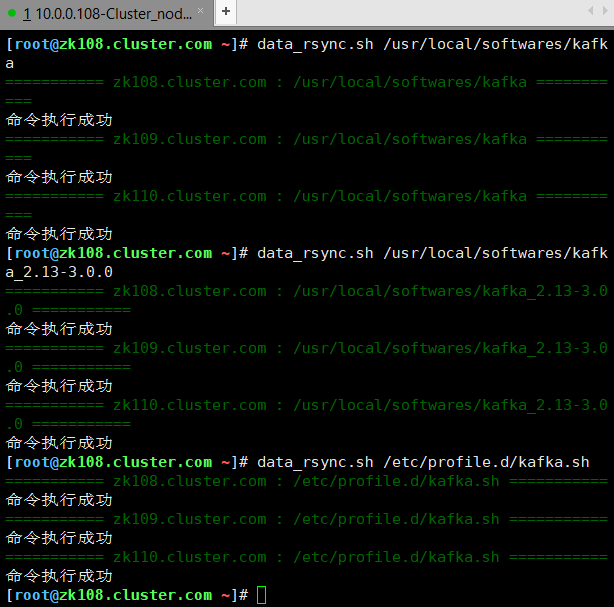 1 10.0.0.108-Cluster_nod... × +
[root@zk108.cluster.com ~]# data_rsync.sh /usr/local/softwares/kafk
a
=========== zk108.cluster.com : /usr/local/softwares/kafka ========
===
命令执行成功
=========== zk109.cluster.com : /usr/local/softwares/kafka ========
===
命令执行成功
=========== zk110.cluster.com : /usr/local/softwares/kafka ========
===
命令执行成功
[root@zk108.cluster.com ~]# data_rsync.sh /usr/local/softwares/kafk
a_2.13-3.0.0
=========== zk108.cluster.com : /usr/local/softwares/kafka_2.13-3.0
.0 ===========
命令执行成功
=========== zk109.cluster.com : /usr/local/softwares/kafka_2.13-3.0
.0 ===========
命令执行成功
=========== zk110.cluster.com : /usr/local/softwares/kafka_2.13-3.0
.0 ===========
命令执行成功
[root@zk108.cluster.com ~]# data_rsync.sh /etc/profile.d/kafka.sh
=========== zk108.cluster.com : /etc/profile.d/kafka.sh ===========
命令执行成功
=========== zk109.cluster.com : /etc/profile.d/kafka.sh ===========
命令执行成功
=========== zk110.cluster.com : /etc/profile.d/kafka.sh ===========
命令执行成功
[root@zk108.cluster.com ~]#